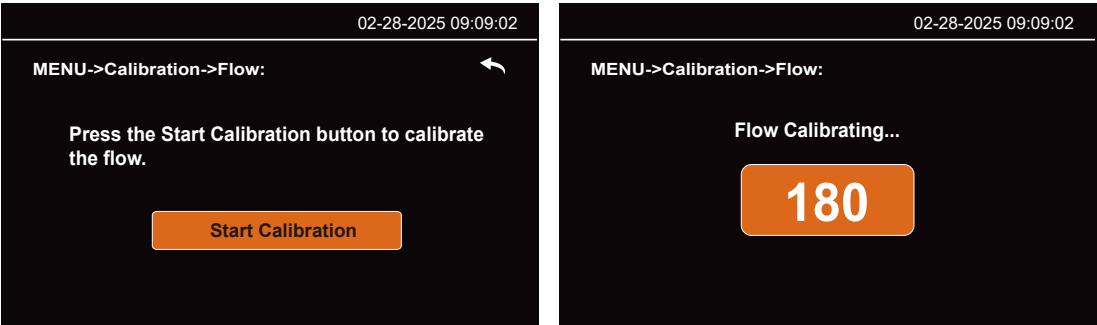 02-28-2025 09:09:02
MENU->Calibration->Flow:
Press the Start Calibration button to calibrate
the flow.
Start Calibration
02-28-2025 09:09:02
MENU->Calibration->Flow:
Flow Calibrating...
180